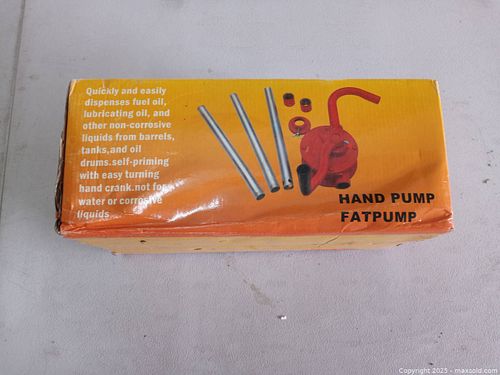 Quickly and easily
dispenses fuel oil,
lubricating oil, and
other non-corrosive
liquids from barrels,
tanks,and oil
drums.self-priming
with easy turning
hand crank.not for
water or corrosive
liquids
HAND PUMP
FATPUMP
Copyright 2025 - maxsold.com